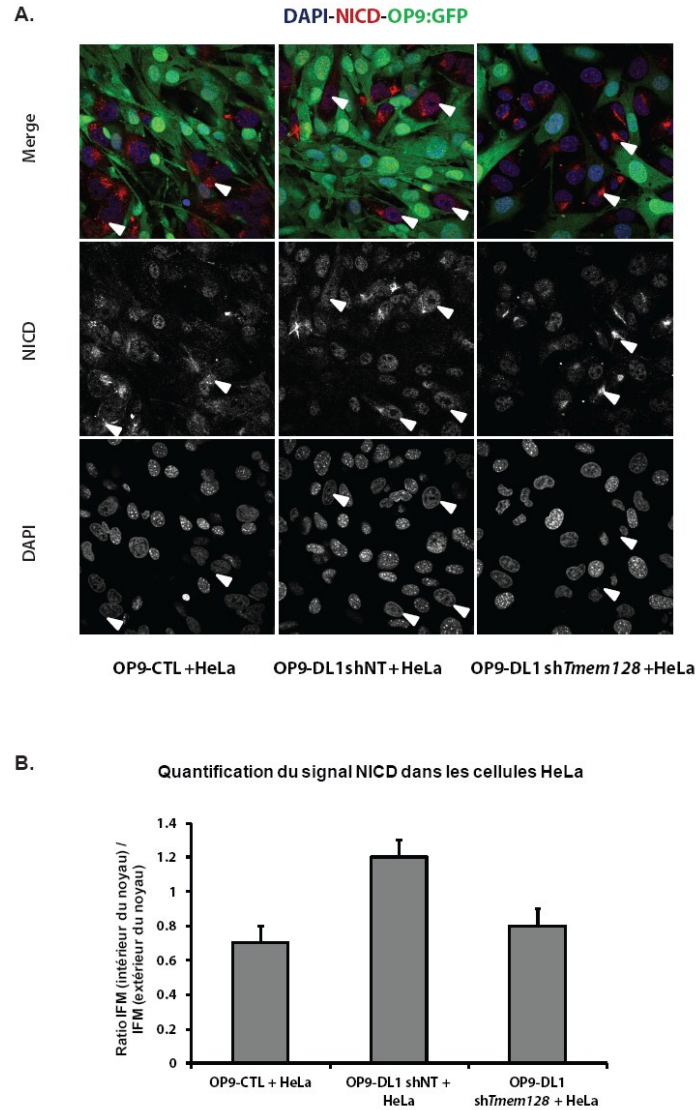 A.
DAPI-NICD-OP9:GFP
Merge
NICD
DAPI
OP9-CTL +HeLa
OP9-DL1shNT + HeLa
OP9-DL1 shTmem128 +HeLa
B.
Quantification du signal NICD dans les cellules HeLa
Ratio IFM (intérieur du noyau) /
IFM (extérieur du noyau)
1.4
1.2
1
0.8
0.6
0.4
0.2
0
OP9-CTL + HeLa
OP9-DL1 shNT +
HeLa
OP9-DL1
shTmem128 + HeLa